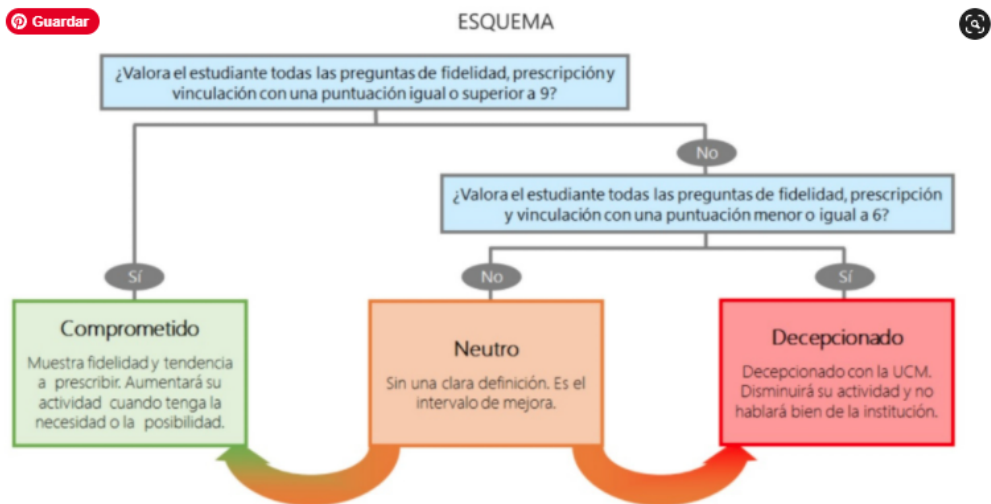 Guardar
ESQUEMA
¿Valora el estudiante todas las preguntas de fidelidad, prescripción y
vinculación con una puntuación igual o superior a 9?
No
¿Valora el estudiante todas las preguntas de fidelidad, prescripción
y vinculación con una puntuación menor o igual a 6?
Sí
No
Sí
Comprometido
Muestra fidelidad y tendencia
a prescribir. Aumentará su
actividad cuando tenga la
necesidad o la posibilidad.
Neutro
Sin una clara definición. Es el
intervalo de mejora.
Decepcionado
Decepcionado con la UCM.
Disminuirá su actividad y no
hablará bien de la institución.